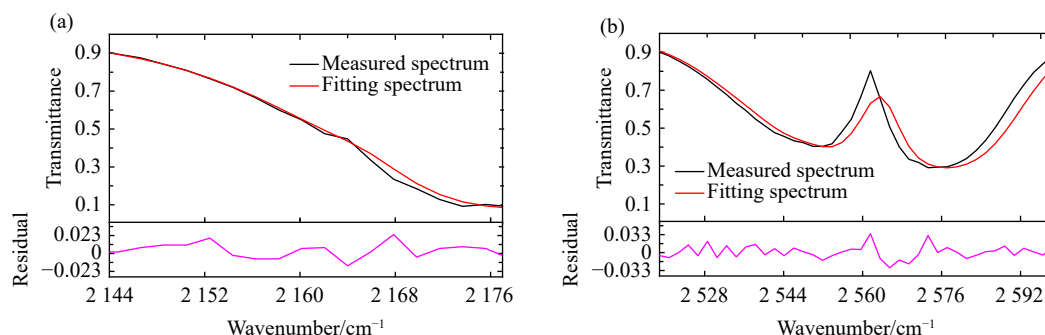 (a)
0.9
0.7
0.5
0.3
0.1
Transmittance
Measured spectrum
Fitting spectrum
0.023
0
−0.023
Residual
2 144 2 152 2 160 2 168 2 176
Wavenumber/cm⁻¹
(b)
0.9
0.7
0.5
0.3
0.1
Transmittance
Measured spectrum
Fitting spectrum
0.033
0
−0.033
Residual
2 528 2 544 2 560 2 576 2 592
Wavenumber/cm⁻¹